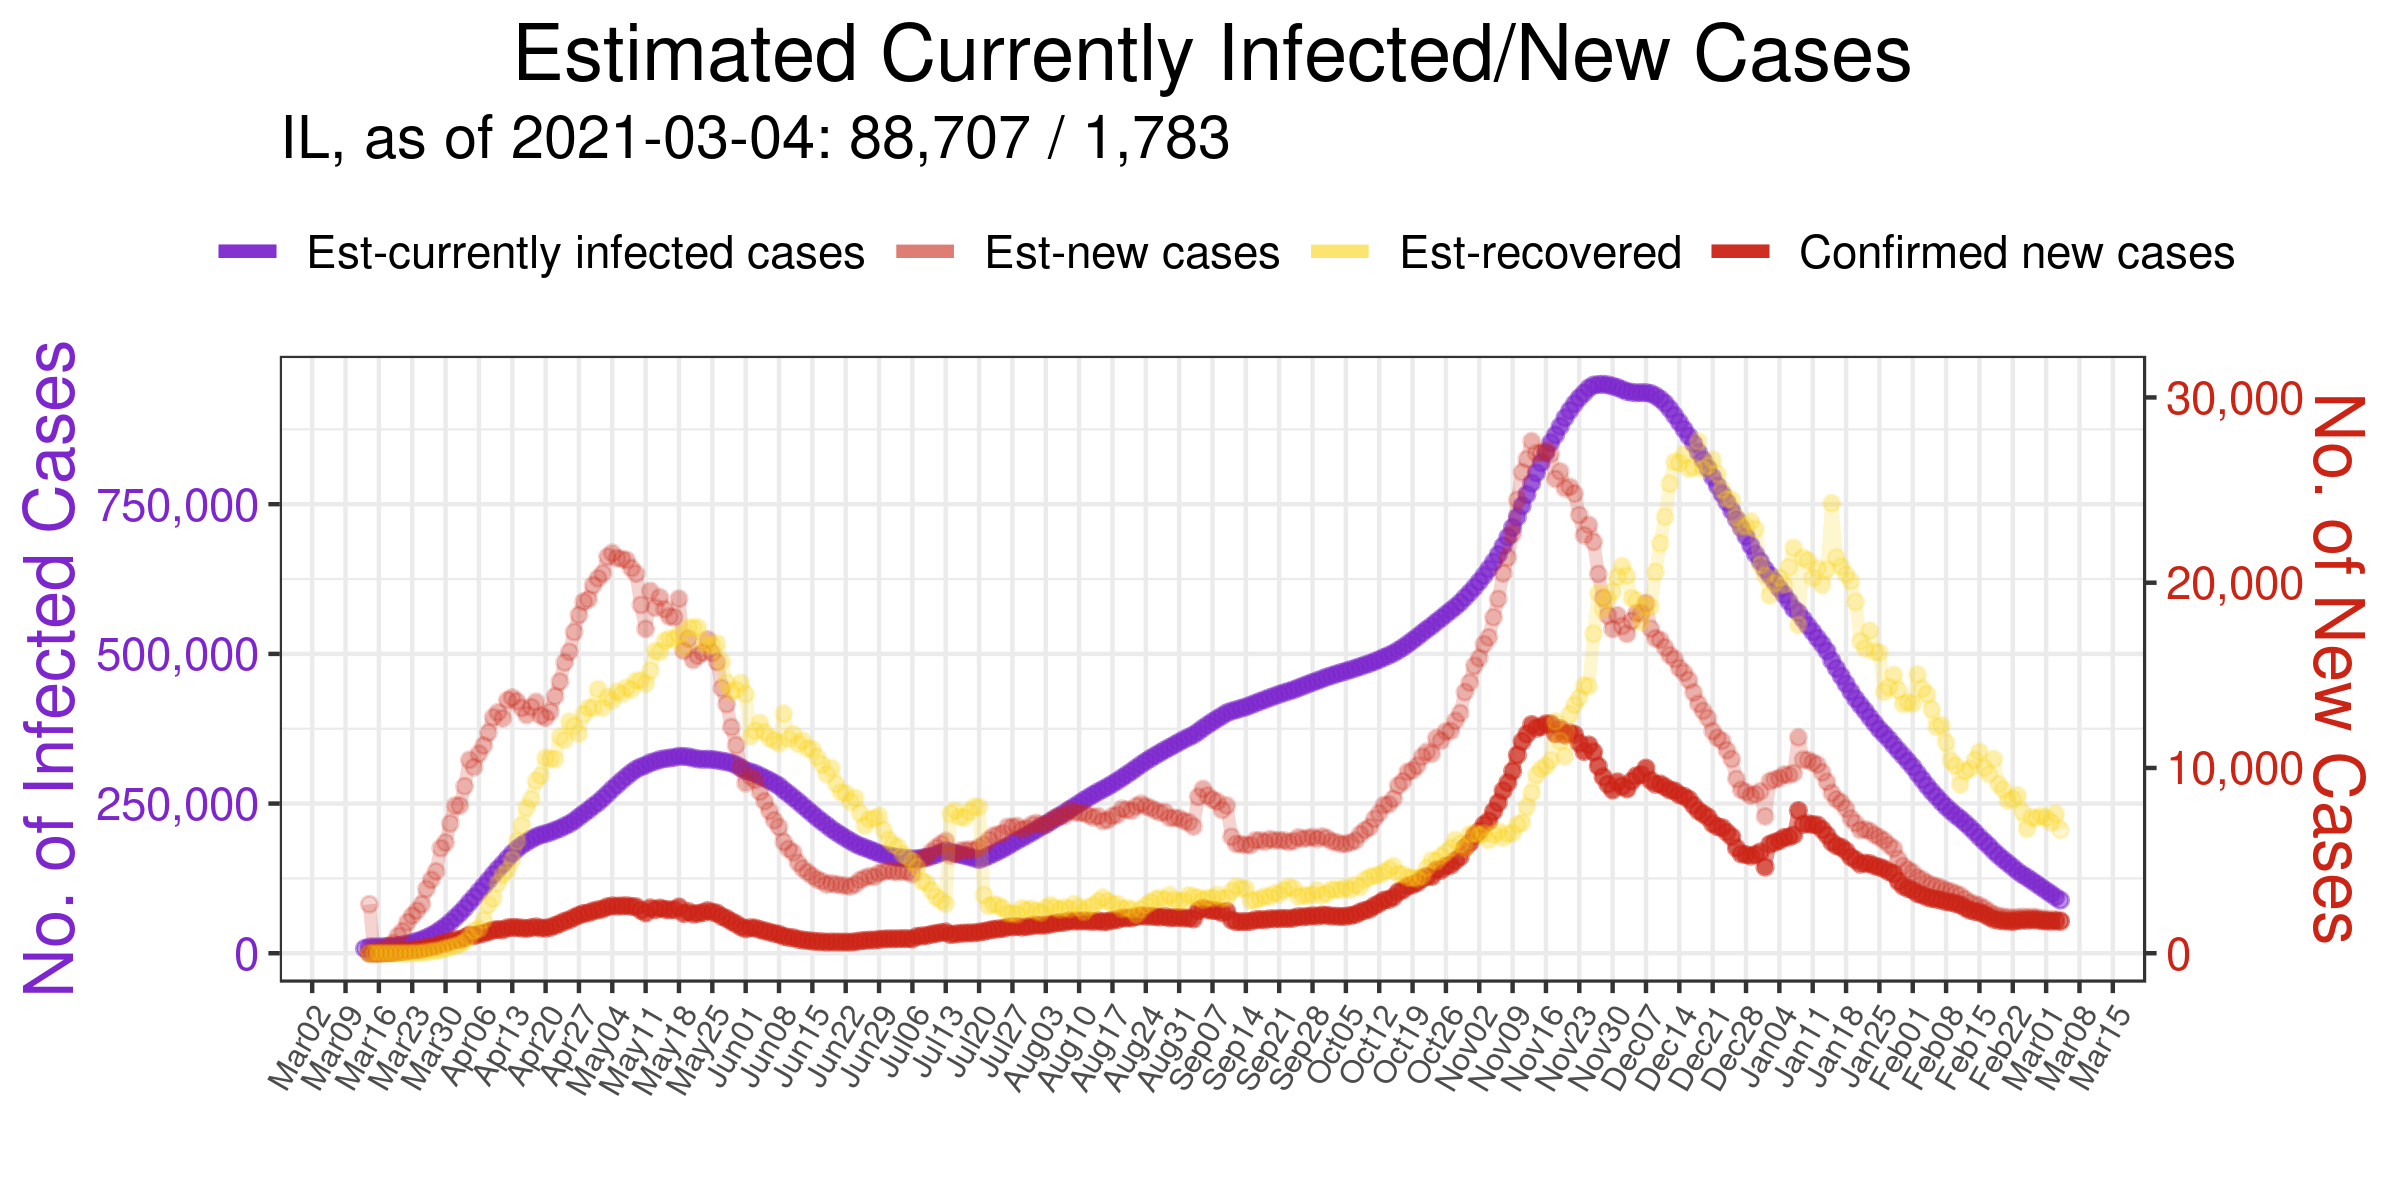 Estimated Currently Infected/New Cases
IL, as of 2021-03-04: 88,707 / 1,783
Est-currently infected cases Est-new cases Est-recovered Confirmed new cases
No. of Infected Cases
750,000
500,000
250,000
0
30,000
20,000
10,000
0
No. of New Cases
Mar02 Mar09 Mar16 Mar23 Mar30 Apr06 Apr13 Apr20 Apr27 May04 May11 May18 May25 Jun01 Jun08 Jun15 Jun22 Jun29 Jul06 Jul13 Jul20 Jul27 Aug03 Aug10 Aug17 Aug24 Aug31 Sep07 Sep14 Sep21 Sep28 Oct05 Oct12 Oct19 Oct26 Nov02 Nov09 Nov16 Nov23 Nov30 Dec07 Dec14 Dec21 Dec28 Jan04 Jan11 Jan18 Jan25 Feb01 Feb08 Feb15 Feb22 Mar01 Mar08 Mar15